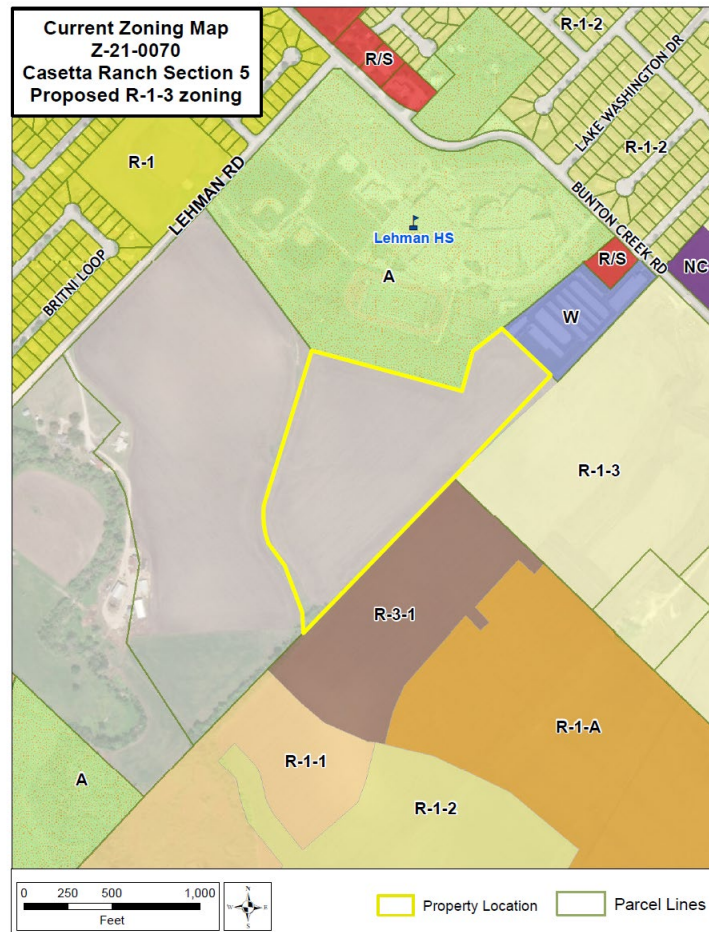 Current Zoning Map
Z-21-0070
Casetta Ranch Section 5
Proposed R-1-3 zoning
R/S
R-1-2
LAKE WASHINGTON DR
R-1-2
R-1
LEHMAN RD
BRITNI LOOP
Lehman HS
A
BUNTON CREEK RD
R/S
NC
W
R-1-3
R-3-1
R-1-A
R-1-1
R-1-2
A
0 250 500 1,000
Feet
N
W E
S
Property Location
Parcel Lines